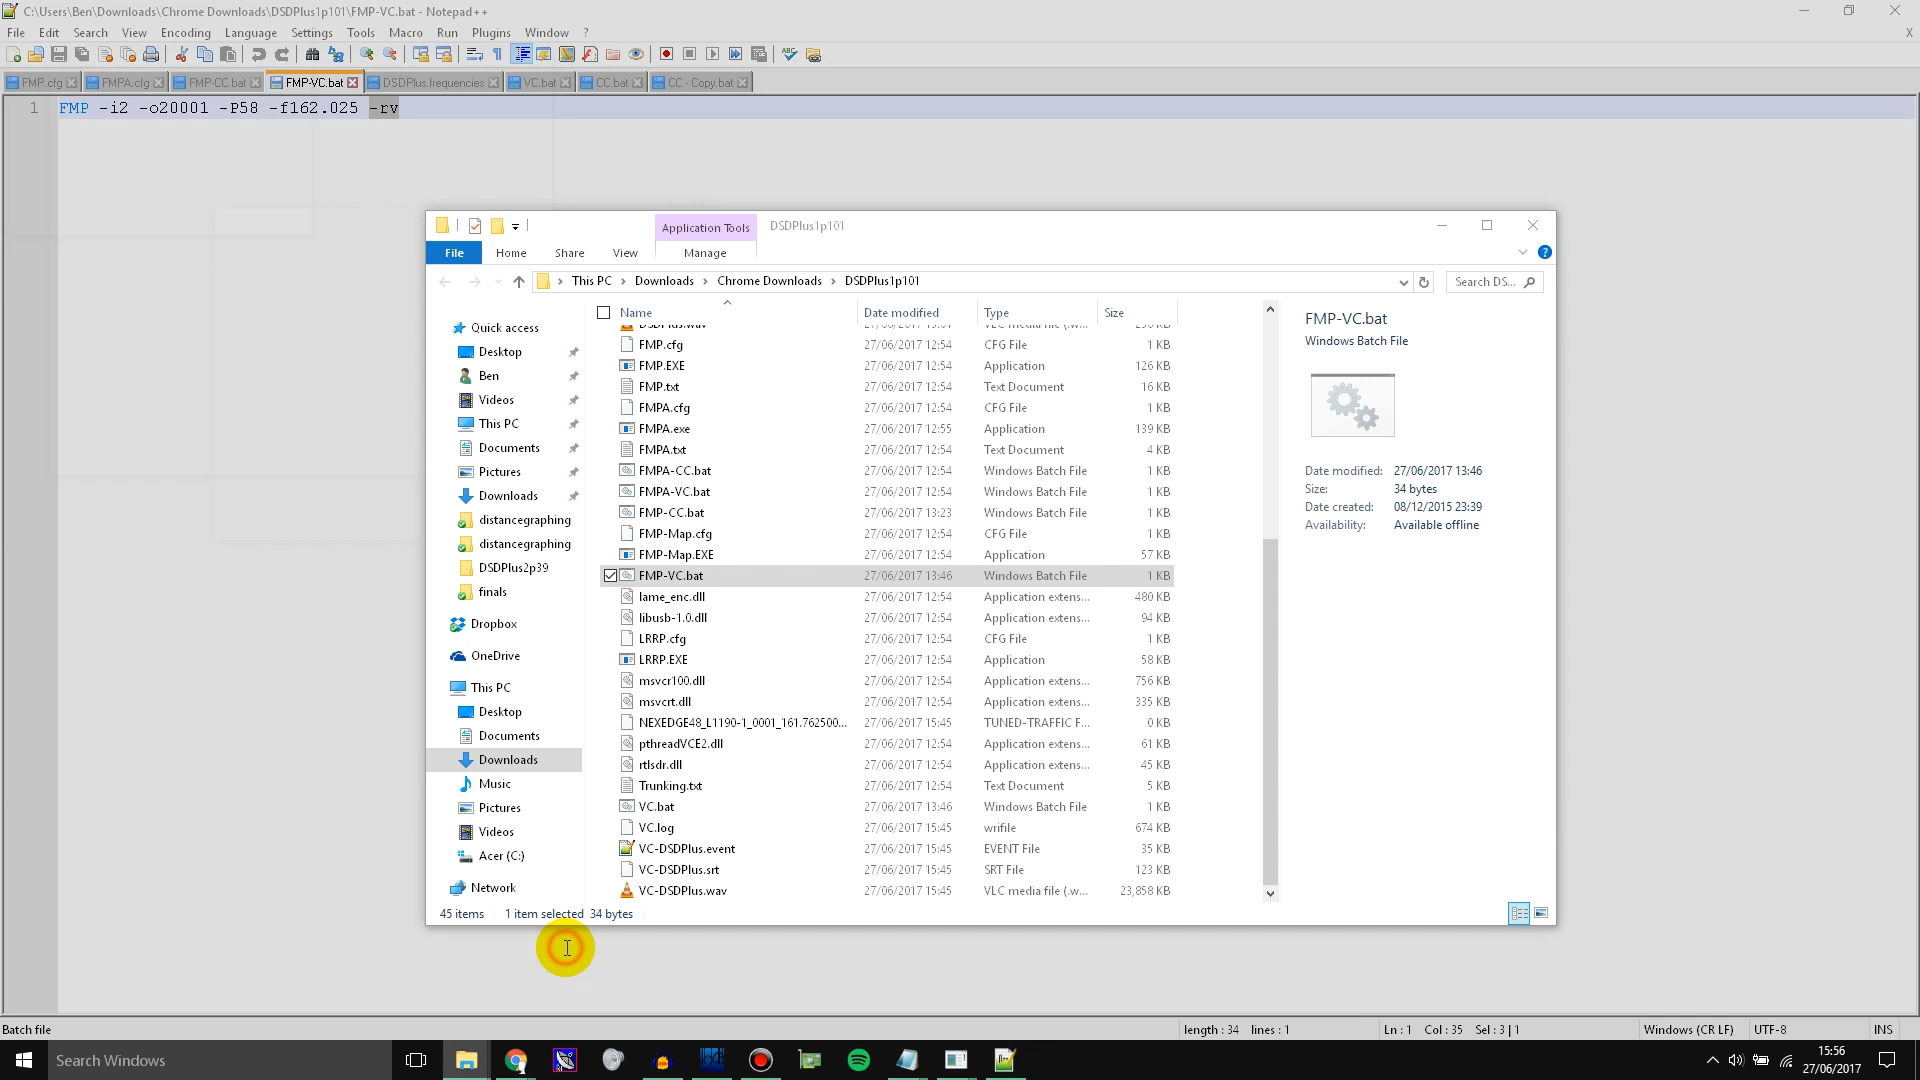 C:\Users\Ben\Downloads\Chrome Downloads\DSDPlus1p101\FMP-VC.bat - Notepad++
File Edit Search View Encoding Language Settings Tools Macro Run Plugins Window ? X
FMP.cfg FMPA.cfg FMP-CC.bat FMP-VC.bat DSDPlus.frequencies VC.bat CC.bat CC - Copy.bat
1 FMP -i2 -o20001 -P58 -f162.025 -rv
Application Tools DSDPlus1p101
File Home Share View Manage
This PC > Downloads > Chrome Downloads > DSDPlus1p101 Search DS...
Name Date modified Type Size
FMP.cfg 27/06/2017 12:54 CFG File 1 KB
FMP.EXE 27/06/2017 12:54 Application 126 KB
FMP.txt 27/06/2017 12:54 Text Document 16 KB
FMPA.cfg 27/06/2017 12:54 CFG File 1 KB
FMPA.exe 27/06/2017 12:55 Application 139 KB
FMPA.txt 27/06/2017 12:54 Text Document 4 KB
FMPA-CC.bat 27/06/2017 12:54 Windows Batch File 1 KB
FMPA-VC.bat 27/06/2017 12:54 Windows Batch File 1 KB
FMP-CC.bat 27/06/2017 13:23 Windows Batch File 1 KB
FMP-Map.cfg 27/06/2017 12:54 CFG File 1 KB
FMP-Map.EXE 27/06/2017 12:54 Application 57 KB
FMP-VC.bat 27/06/2017 13:46 Windows Batch File 1 KB
lame_enc.dll 27/06/2017 12:54 Application extens... 480 KB
libusb-1.0.dll 27/06/2017 12:54 Application extens... 94 KB
LRRP.cfg 27/06/2017 12:54 CFG File 1 KB
LRRP.EXE 27/06/2017 12:54 Application 58 KB
msvcr100.dll 27/06/2017 12:54 Application extens... 756 KB
msvcrt.dll 27/06/2017 12:54 Application extens... 335 KB
NEXEDGE48_L1190-1_0001_161.762500... 27/06/2017 15:45 TUNED-TRAFFIC F... 0 KB
pthreadVCE2.dll 27/06/2017 12:54 Application extens... 61 KB
rtlsdr.dll 27/06/2017 12:54 Application extens... 45 KB
Trunking.txt 27/06/2017 12:54 Text Document 5 KB
VC.bat 27/06/2017 13:46 Windows Batch File 1 KB
VC.log 27/06/2017 15:45 wrifile 674 KB
VC-DSDPlus.event 27/06/2017 15:45 EVENT File 35 KB
VC-DSDPlus.srt 27/06/2017 15:45 SRT File 123 KB
VC-DSDPlus.wav 27/06/2017 15:45 VLC media file (.w... 23,858 KB
Quick access
Desktop
Ben
Videos
This PC
Documents
Pictures
Downloads
distancegraphing
distancegraphing
DSDPlus2p39
finals
Dropbox
OneDrive
This PC
Desktop
Documents
Downloads
Music
Pictures
Videos
Acer (C:)
Network
FMP-VC.bat
Windows Batch File
Date modified: 27/06/2017 13:46
Size: 34 bytes
Date created: 08/12/2015 23:39
Availability: Available offline
45 items 1 item selected 34 bytes
Batch file length : 34 lines : 1 Ln : 1 Col : 35 Sel : 3 | 1 Windows (CR LF) UTF-8 INS
Search Windows
15:56
27/06/2017